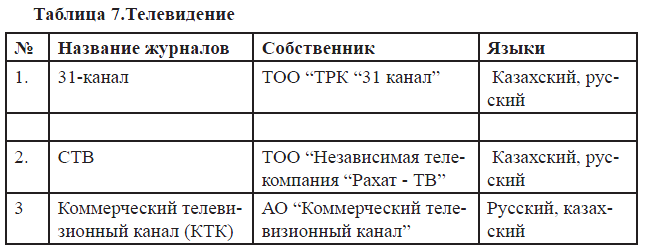 Таблица 7.Телевидение
№ Название журналов Собственник Языки
1. 31-канал ТОО “ТРК “31 канал” Казахский, рус-
ский
2. СТВ ТОО “Независимая теле- Казахский, рус-
компания “Рахат - ТВ” ский
3 Коммерческий телеви- АО “Коммерческий теле- Русский, казах-
зионный канал (КТК) визионный канал” ский